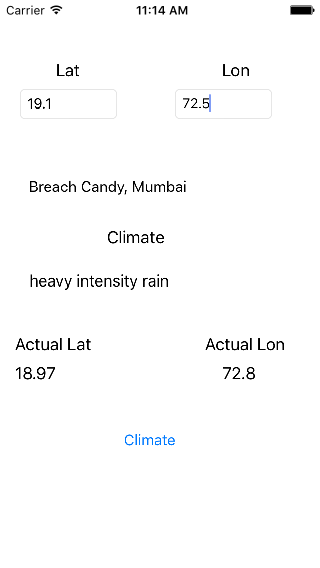 Carrier 11:14 AM
Lat Lon
19.1 72.5
Breach Candy, Mumbai
Climate
heavy intensity rain
Actual Lat Actual Lon
18.97 72.8
Climate